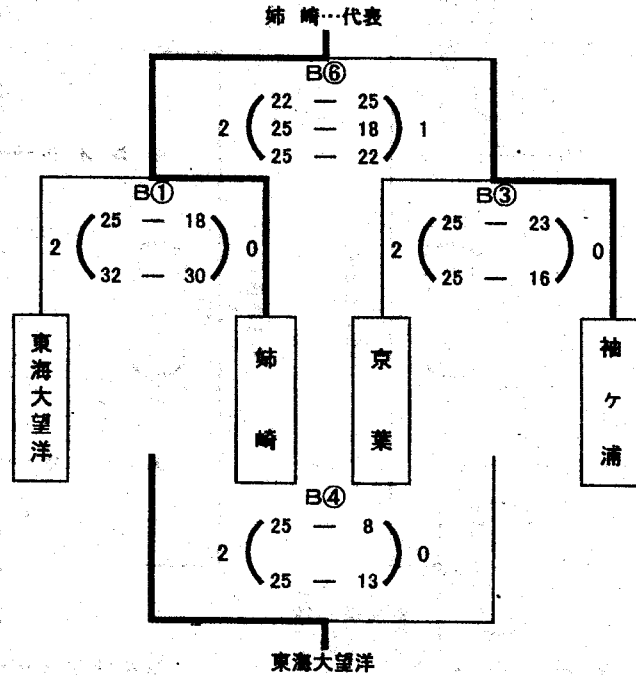 姉 崎…代表
B⑥
22 — 25
2 25 — 18 1
25 — 22
B①
25 — 18
2 0
32 — 30
B③
25 — 23
2 0
25 — 16
東海大望洋
姉崎
京葉
袖ケ浦
B④
25 — 8
2 0
25 — 13
東海大望洋